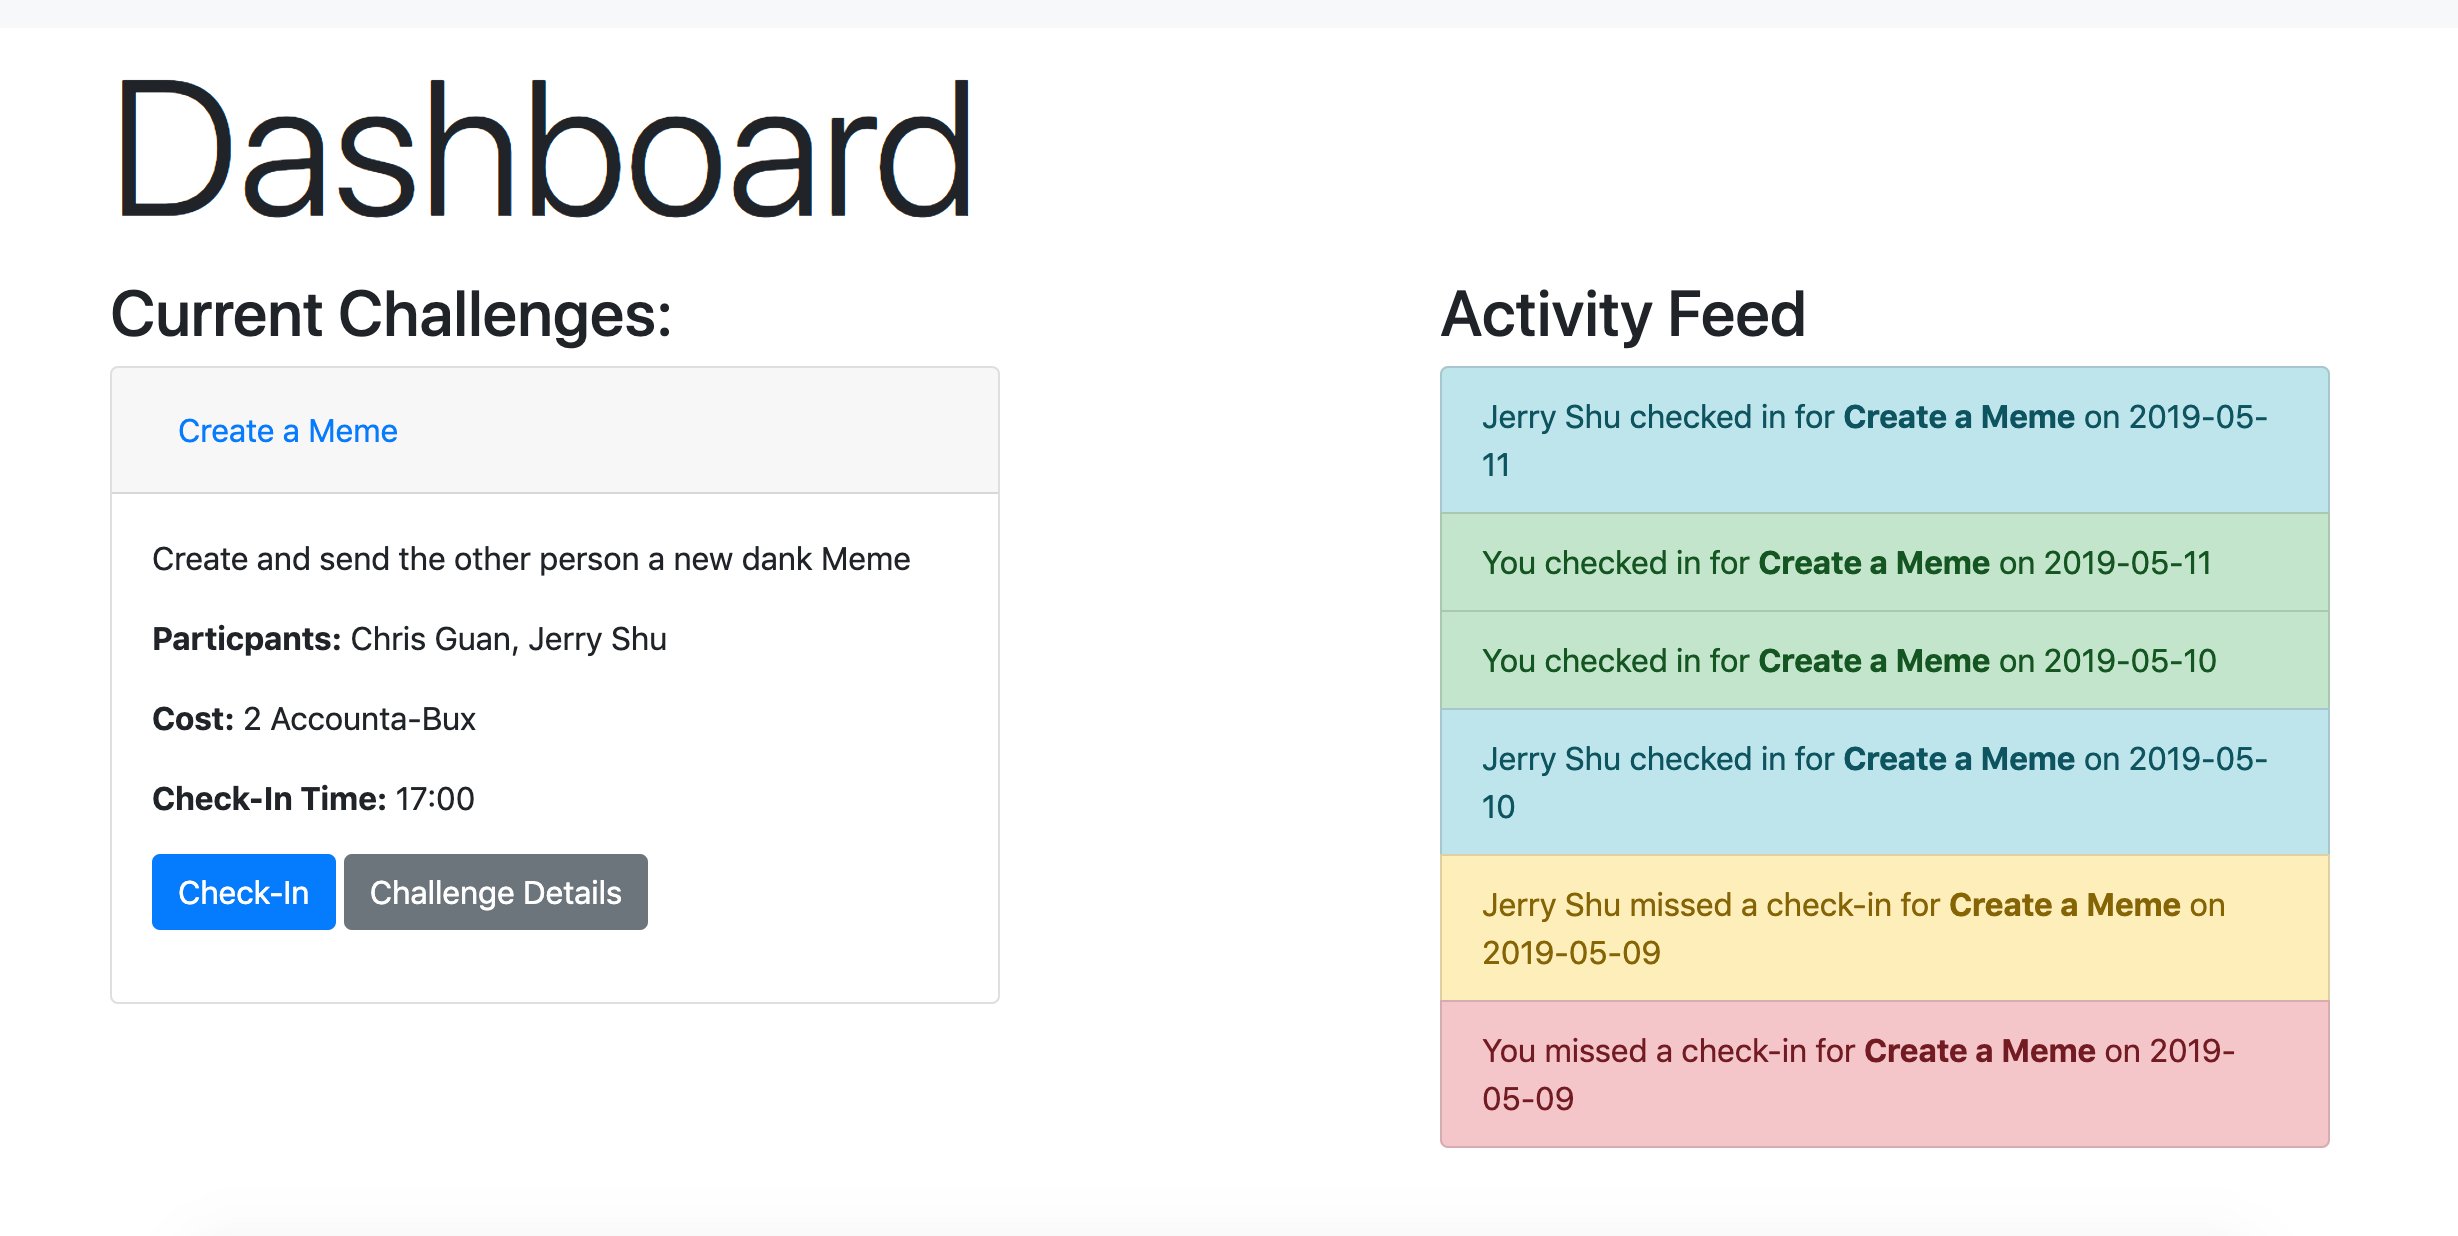 Dashboard
Current Challenges:
Create a Meme
Create and send the other person a new dank Meme
Particpants: Chris Guan, Jerry Shu
Cost: 2 Accounta-Bux
Check-In Time: 17:00
Check-In
Challenge Details
Activity Feed
Jerry Shu checked in for Create a Meme on 2019-05-
11
You checked in for Create a Meme on 2019-05-11
You checked in for Create a Meme on 2019-05-10
Jerry Shu checked in for Create a Meme on 2019-05-
10
Jerry Shu missed a check-in for Create a Meme on
2019-05-09
You missed a check-in for Create a Meme on 2019-
05-09